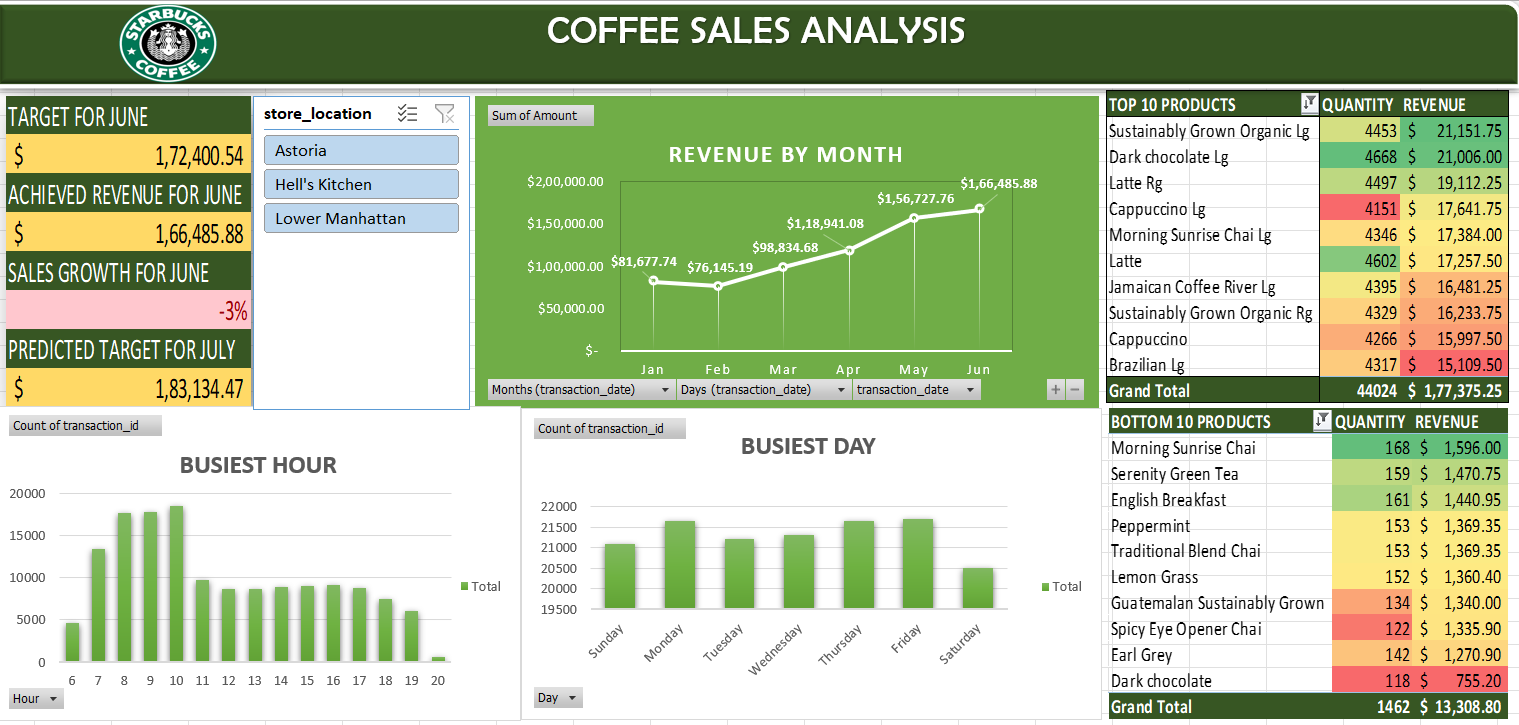 STARBUCKS
COFFEE
COFFEE SALES ANALYSIS
TARGET FOR JUNE
$ 1,72,400.54
ACHIEVED REVENUE FOR JUNE
$ 1,66,485.88
SALES GROWTH FOR JUNE
-3%
PREDICTED TARGET FOR JULY
$ 1,83,134.47
store_location
Astoria
Hell's Kitchen
Lower Manhattan
Sum of Amount
REVENUE BY MONTH
$2,00,000.00
$1,50,000.00
$1,00,000.00
$50,000.00
$-
$81,677.74 $76,145.19 $98,834.68 $1,18,941.08 $1,56,727.76 $1,66,485.88
Jan Feb Mar Apr May Jun
Months (transaction_date) Days (transaction_date) transaction_date
+ −
TOP 10 PRODUCTS QUANTITY REVENUE
Sustainably Grown Organic Lg 4453 $ 21,151.75
Dark chocolate Lg 4668 $ 21,006.00
Latte Rg 4497 $ 19,112.25
Cappuccino Lg 4151 $ 17,641.75
Morning Sunrise Chai Lg 4346 $ 17,384.00
Latte 4602 $ 17,257.50
Jamaican Coffee River Lg 4395 $ 16,481.25
Sustainably Grown Organic Rg 4329 $ 16,233.75
Cappuccino 4266 $ 15,997.50
Brazilian Lg 4317 $ 15,109.50
Grand Total 44024 $ 1,77,375.25
Count of transaction_id
BUSIEST HOUR
20000
15000
10000
5000
0
6 7 8 9 10 11 12 13 14 15 16 17 18 19 20
Total
Hour
Count of transaction_id
BUSIEST DAY
22000
21500
21000
20500
20000
19500
Sunday Monday Tuesday Wednesday Thursday Friday Saturday
Total
Day
BOTTOM 10 PRODUCTS QUANTITY REVENUE
Morning Sunrise Chai 168 $ 1,596.00
Serenity Green Tea 159 $ 1,470.75
English Breakfast 161 $ 1,440.95
Peppermint 153 $ 1,369.35
Traditional Blend Chai 153 $ 1,369.35
Lemon Grass 152 $ 1,360.40
Guatemalan Sustainably Grown 134 $ 1,340.00
Spicy Eye Opener Chai 122 $ 1,335.90
Earl Grey 142 $ 1,270.90
Dark chocolate 118 $ 755.20
Grand Total 1462 $ 13,308.80